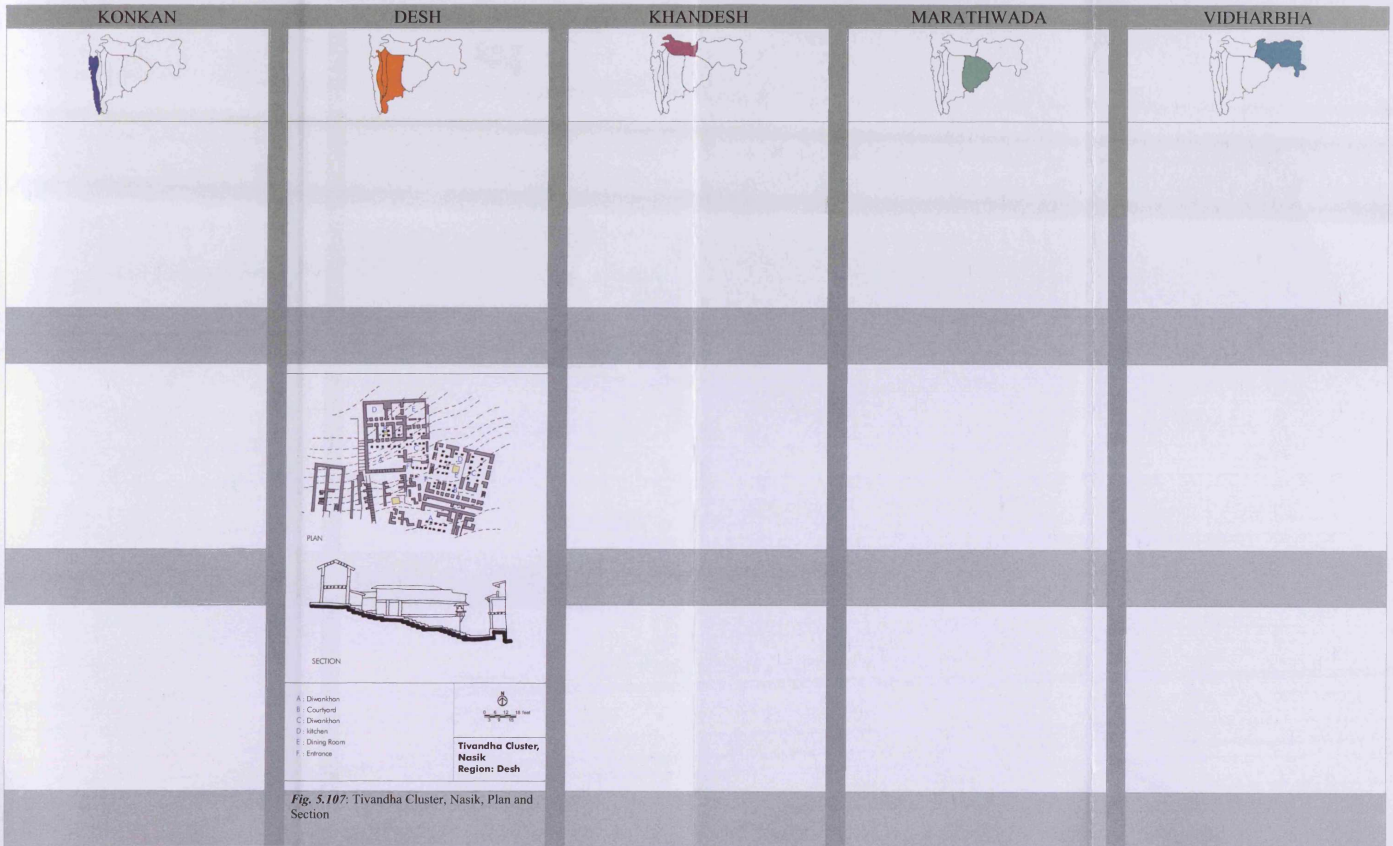 KONKAN
DESH
KHANDESH
MARATHWADA
VIDHARBHA
D E
PLAN
SECTION
A : Diwankhan
B : Courtyard
C : Diwankhan
D : kitchen
E : Dining Room
F : Entrance
N
Tivandha Cluster,
Nasik
Region: Desh
Fig. 5.107: Tivandha Cluster, Nasik, Plan and
Section